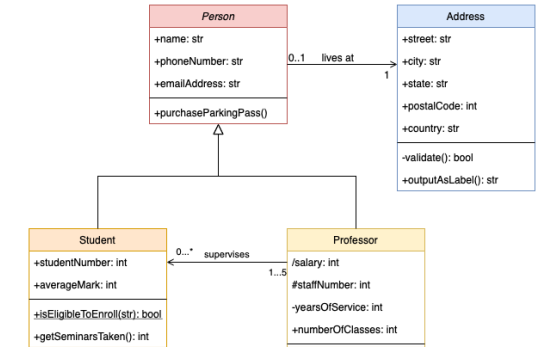 Person
+name: str
+phoneNumber: str
+emailAddress: str
+purchaseParkingPass()
0..1 lives at
1
Address
+street: str
+city: str
+state: str
+postalCode: int
+country: str
-validate(): bool
+outputAsLabel(): str
Student
+studentNumber: int
+averageMark: int
+isEligibleToEnroll(str): bool
+getSeminarsTaken(): int
0...* supervises
1...5
Professor
/salary: int
#staffNumber: int
-yearsOfService: int
+numberOfClasses: int